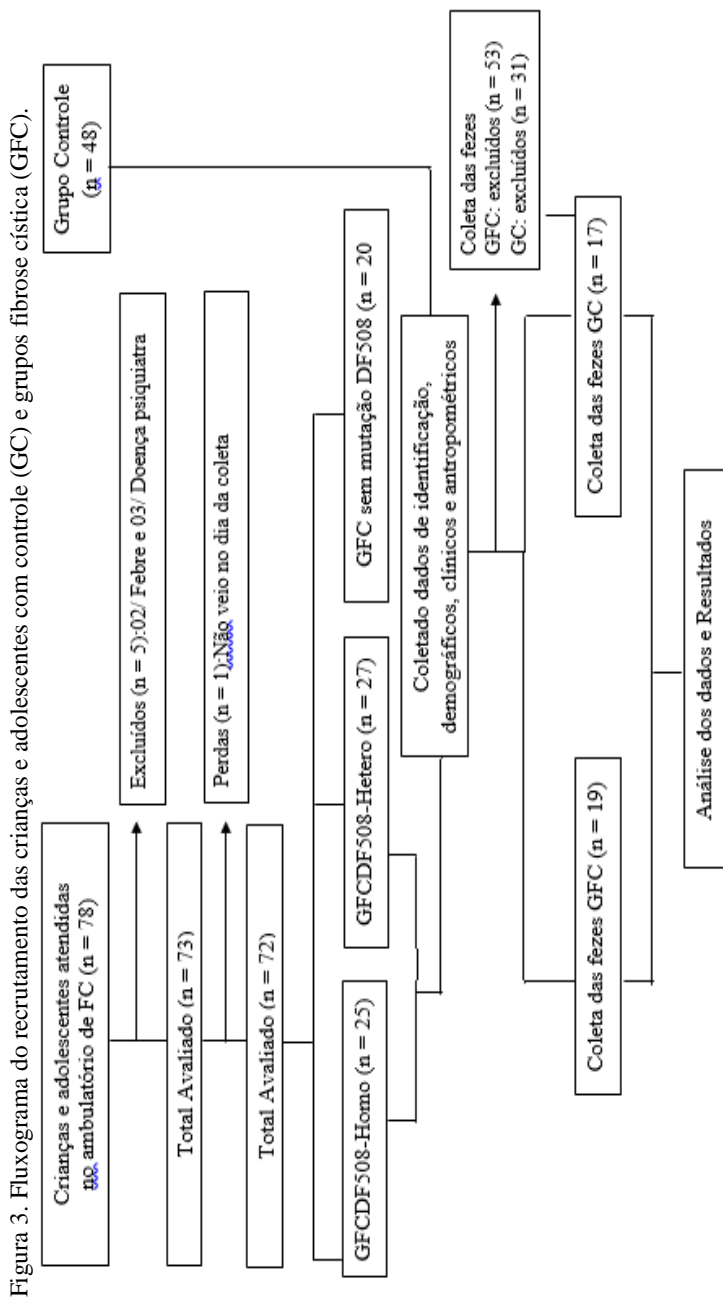 Figura 3. Fluxograma do recrutamento das crianças e adolescentes com controle (GC) e grupos fibrose cística (GFC).
Crianças e adolescentes atendidas
no ambulatório de FC (n = 78)
Grupo Controle
(n = 48)
Excluídos (n = 5):02/ Febre e 03/ Doença psiquiatra
Total Avaliado (n = 73)
Perdas (n = 1):Não veio no dia da coleta
Total Avaliado (n = 72)
GFCDF508-Homo (n = 25)
GFCDF508-Hetero (n = 27)
GFC sem mutação DF508 (n = 20
Coletado dados de identificação,
demográficos, clínicos e antropométricos
Coleta das fezes
GFC: excluídos (n = 53)
GC: excluídos (n = 31)
Coleta das fezes GFC (n = 19)
Coleta das fezes GC (n = 17)
Análise dos dados e Resultados